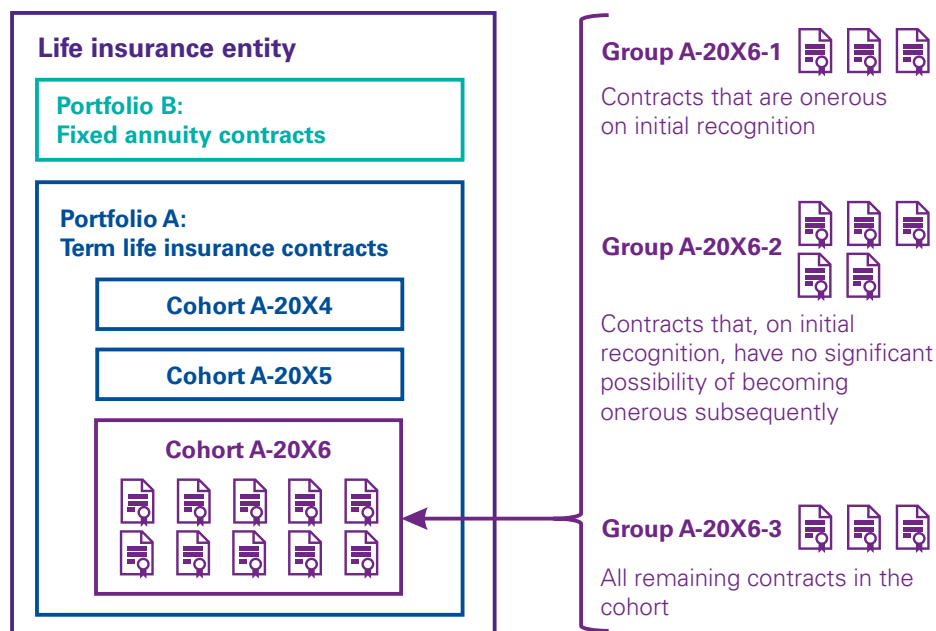 Life insurance entity
Portfolio B:
Fixed annuity contracts
Portfolio A:
Term life insurance contracts
Cohort A-20X4
Cohort A-20X5
Cohort A-20X6
Group A-20X6-1
Contracts that are onerous
on initial recognition
Group A-20X6-2
Contracts that, on initial
recognition, have no significant
possibility of becoming
onerous subsequently
Group A-20X6-3
All remaining contracts in the
cohort